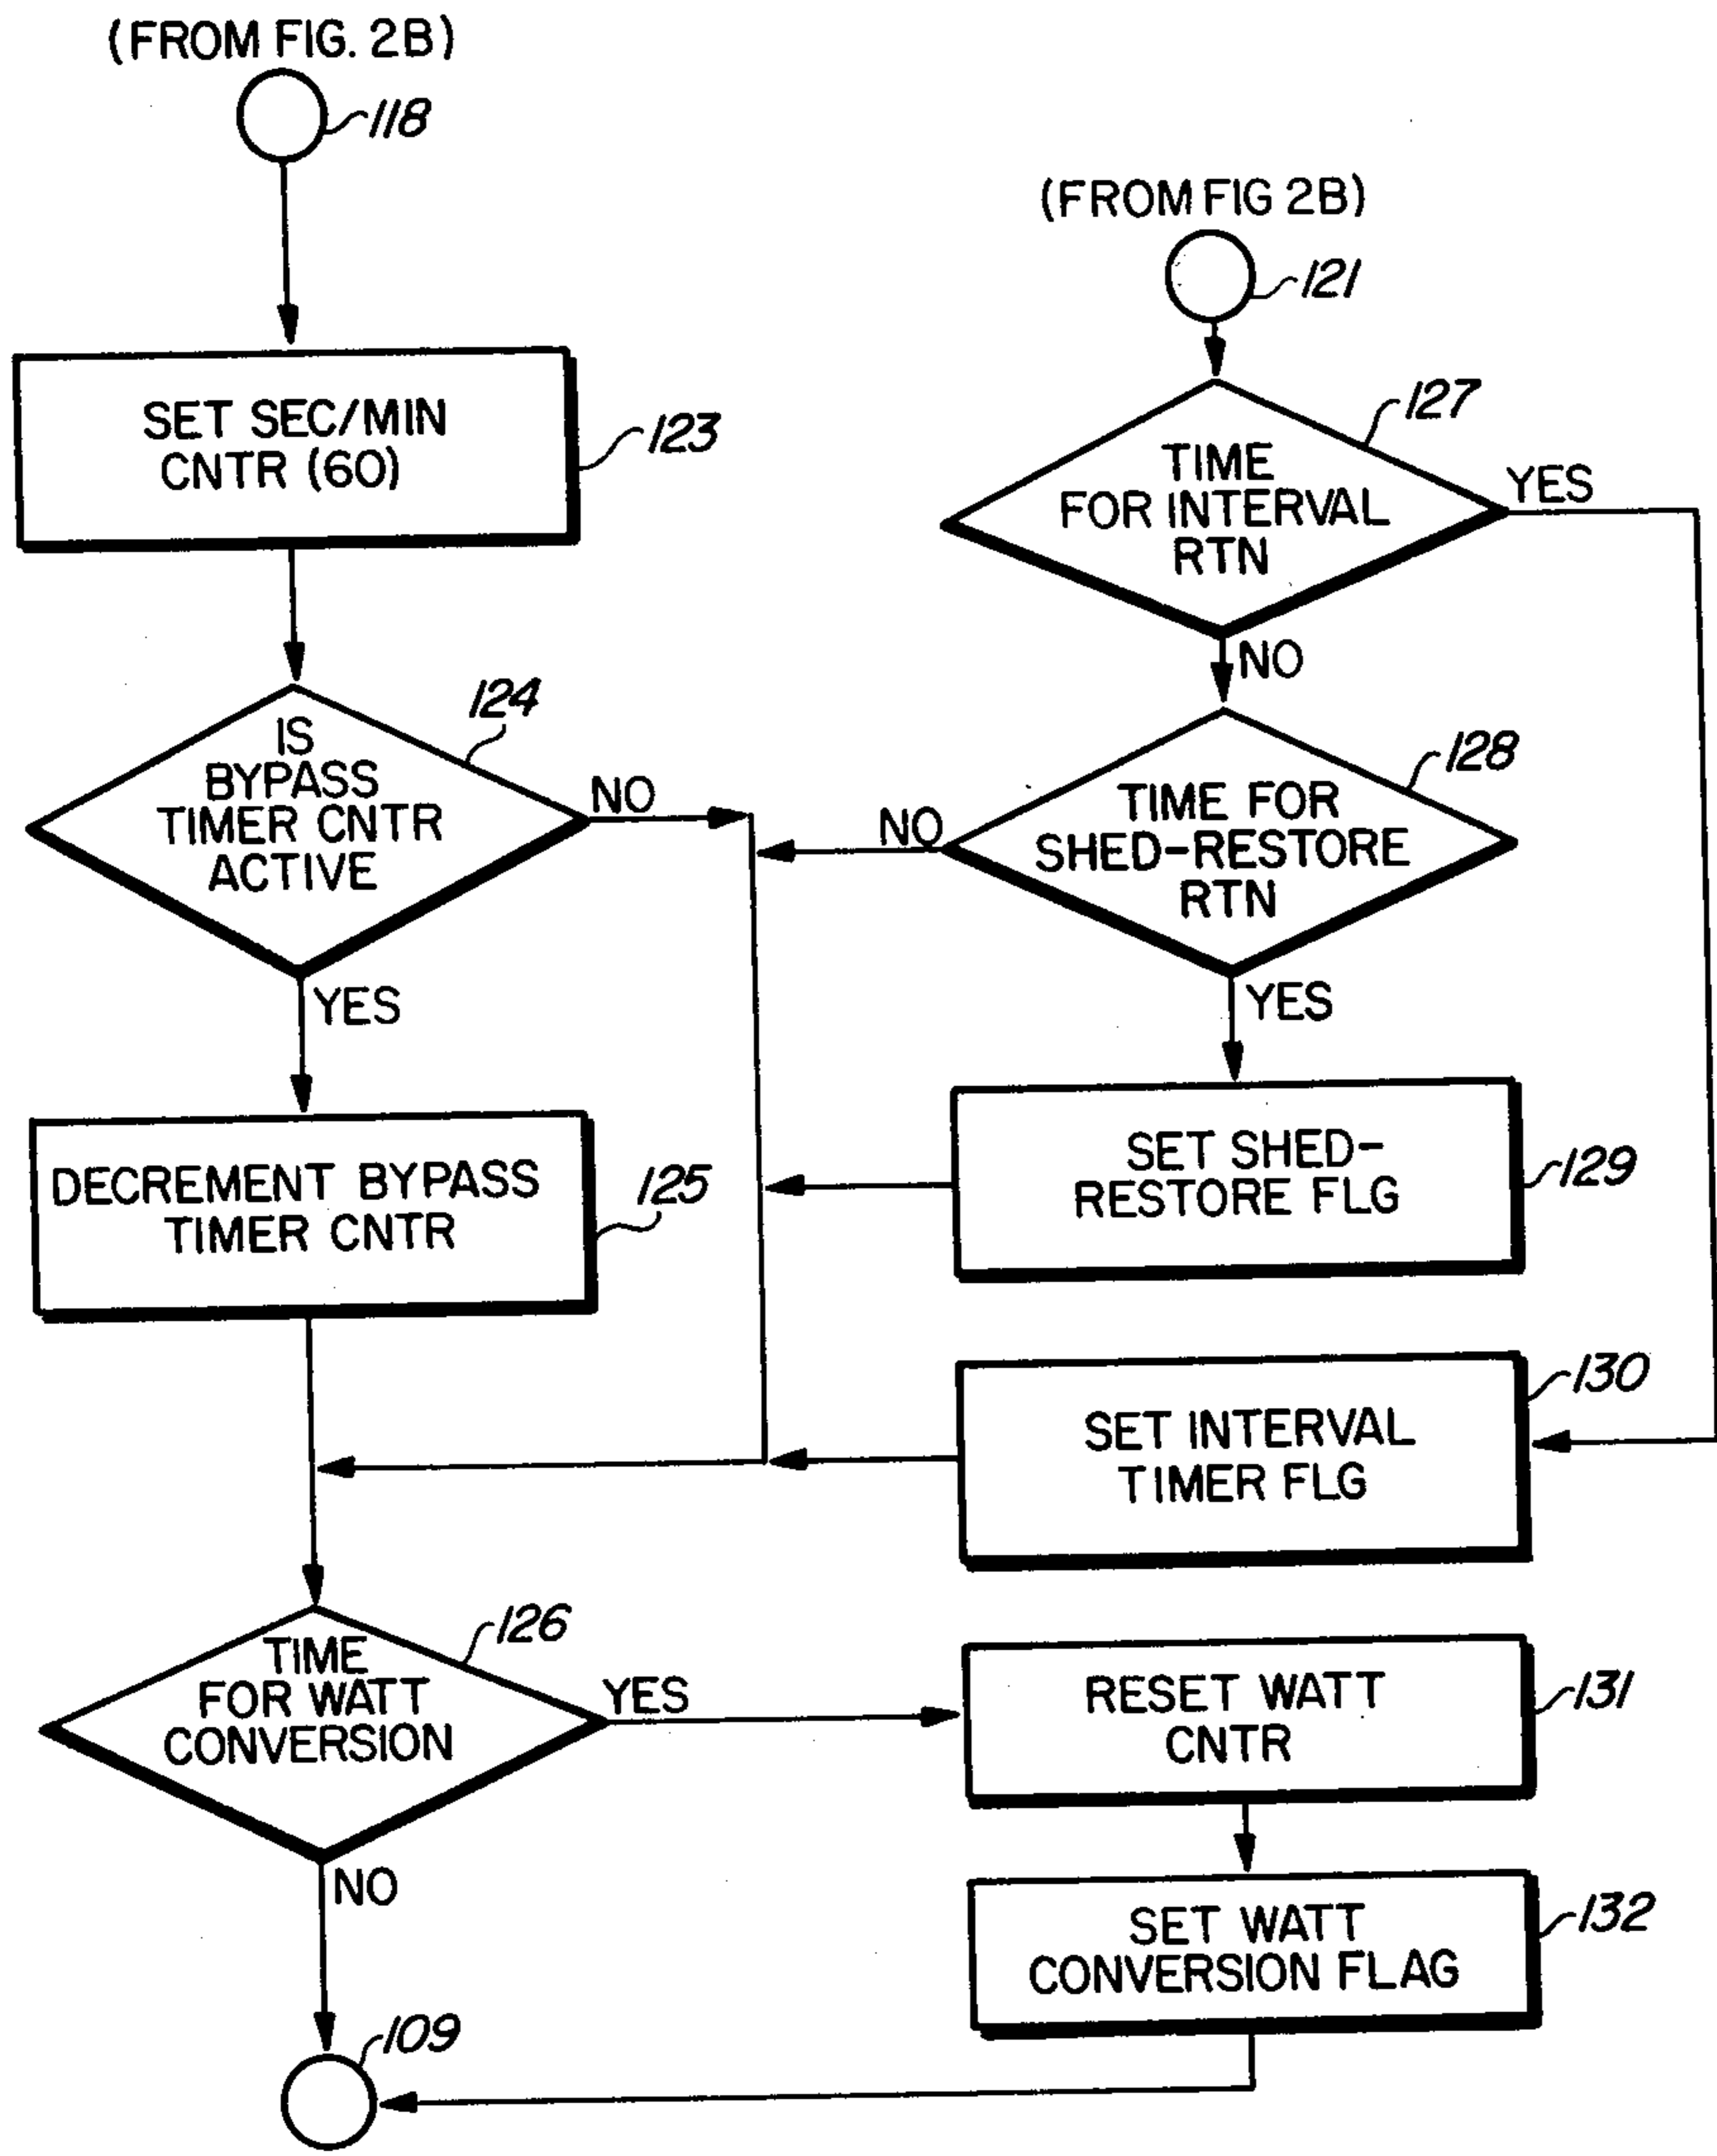 (FROM FIG. 2B)
118
SET SEC/MIN
CNTR (60)
123
IS
BYPASS
TIMER CNTR
ACTIVE
124
NO
YES
DECREMENT BYPASS
TIMER CNTR
125
TIME
FOR WATT
CONVERSION
126
YES
NO
109
(FROM FIG 2B)
121
TIME
FOR INTERVAL
RTN
127
YES
NO
TIME FOR
SHED-RESTORE
RTN
128
NO
YES
SET SHED-
RESTORE FLG
129
SET INTERVAL
TIMER FLG
130
RESET WATT
CNTR
131
SET WATT
CONVERSION FLAG
132